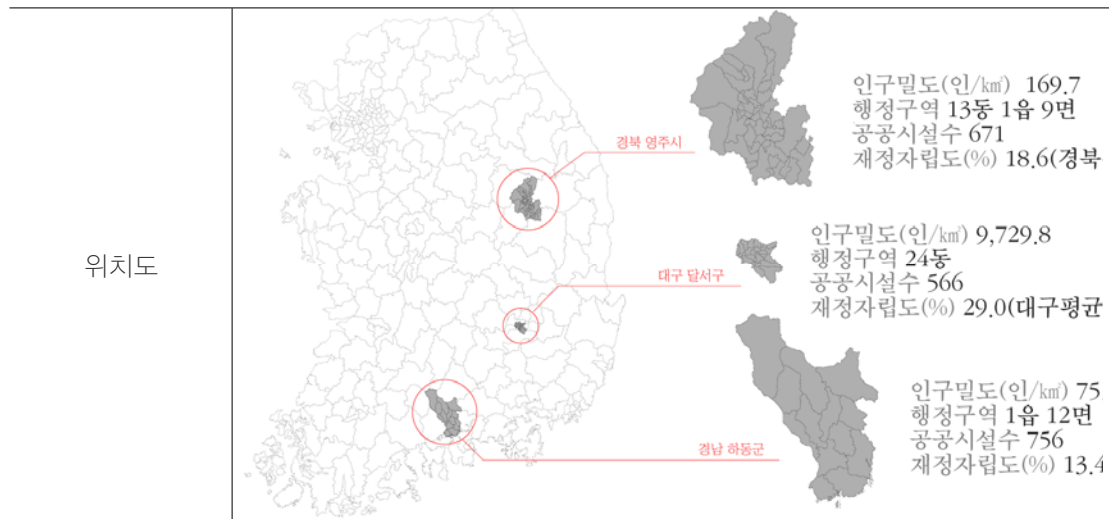 위치도
경북 영주시
인구밀도(인/㎢) 169.7
행정구역 13동 1읍 9면
공공시설수 671
재정자립도(%) 18.6(경북
대구 달서구
인구밀도(인/㎢) 9,729.8
행정구역 24동
공공시설수 566
재정자립도(%) 29.0(대구평균
경남 하동군
인구밀도(인/㎢) 75
행정구역 1읍 12면
공공시설수 756
재정자립도(%) 13.4